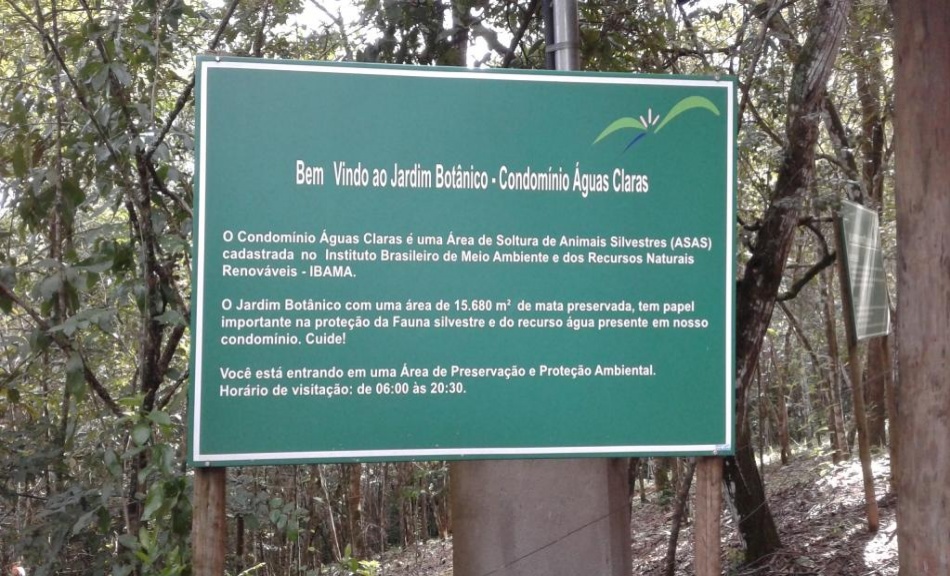 Bem Vindo ao Jardim Botânico - Condomínio Águas Claras
O Condomínio Águas Claras é uma Área de Soltura de Animais Silvestres (ASAS)
cadastrada no Instituto Brasileiro de Meio Ambiente e dos Recursos Naturais
Renováveis - IBAMA.
O Jardim Botânico com uma área de 15.680 m² de mata preservada, tem papel
importante na proteção da Fauna silvestre e do recurso água presente em nosso
condomínio. Cuide!
Você está entrando em uma Área de Preservação e Proteção Ambiental.
Horário de visitação: de 06:00 às 20:30.